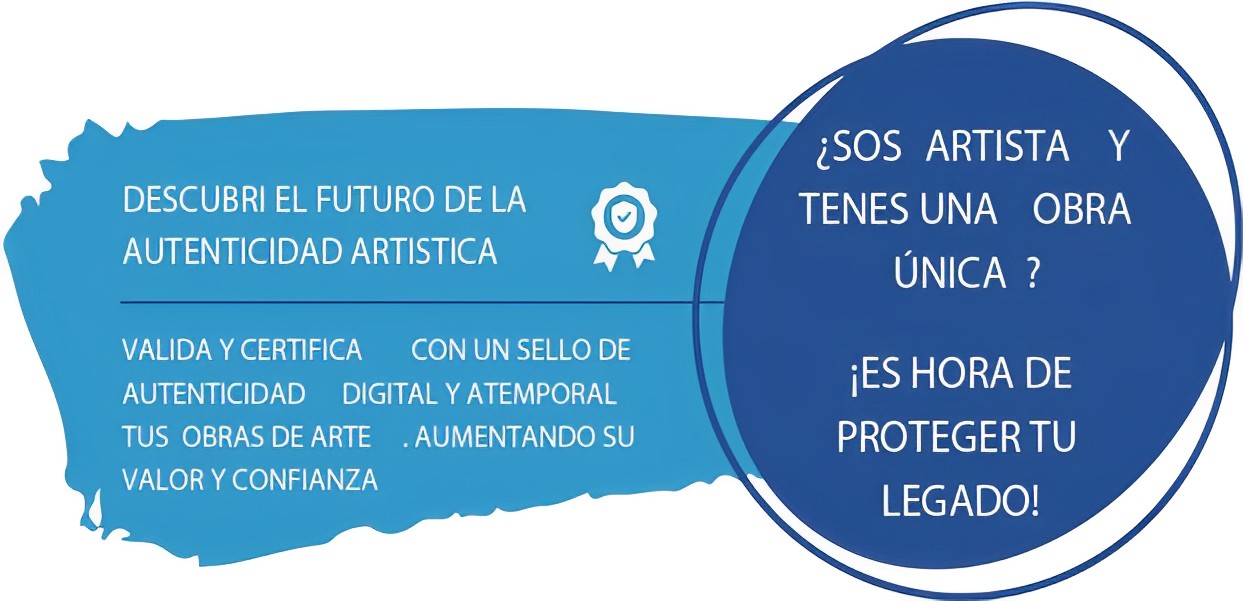 DESCUBRI EL FUTURO DE LA
AUTENTICIDAD ARTISTICA
VALIDA Y CERTIFICA CON UN SELLO DE
AUTENTICIDAD DIGITAL Y ATEMPORAL
TUS OBRAS DE ARTE . AUMENTANDO SU
VALOR Y CONFIANZA
¿SOS ARTISTA Y
TENES UNA OBRA
ÚNICA ?
¡ES HORA DE
PROTEGER TU
LEGADO!